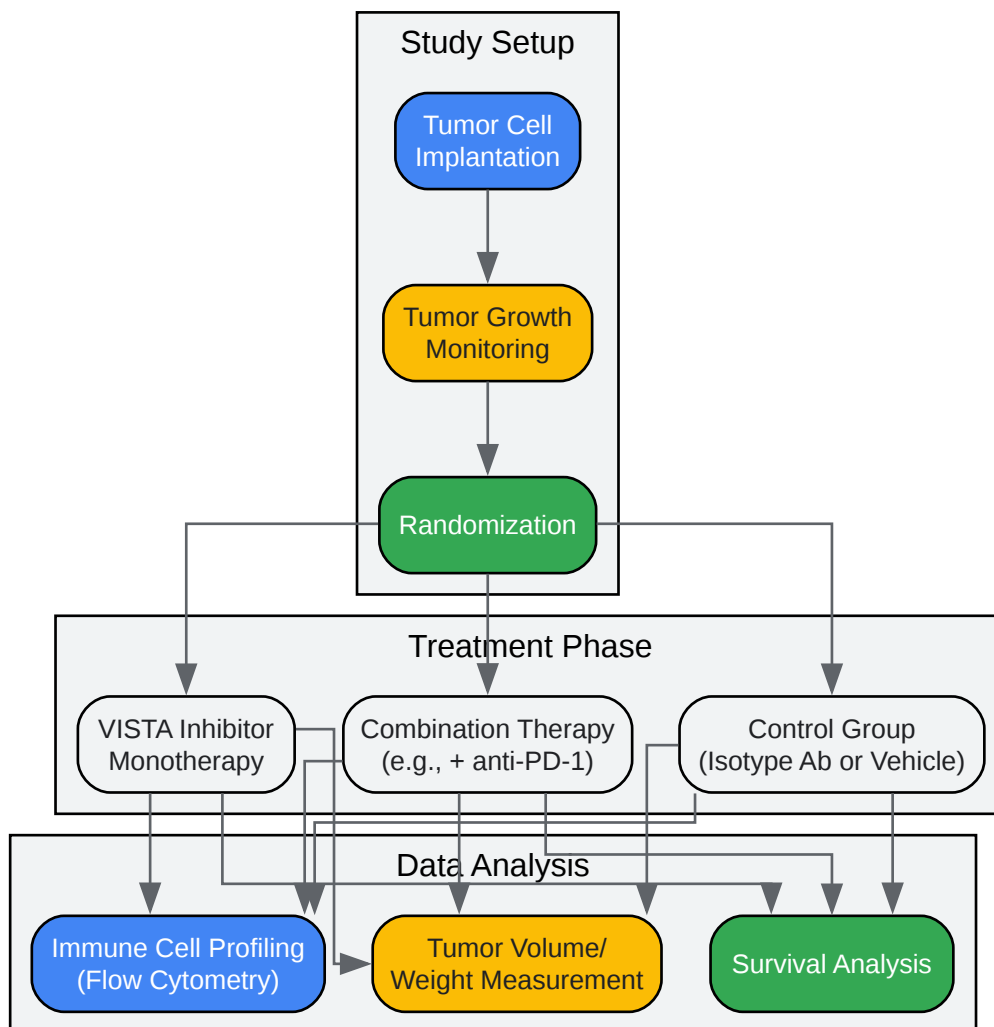 Study Setup
Tumor Cell
Implantation
Tumor Growth
Monitoring
Randomization
Treatment Phase
VISTA Inhibitor
Monotherapy
Combination Therapy
(e.g., + anti-PD-1)
Control Group
(Isotype Ab or Vehicle)
Data Analysis
Immune Cell Profiling
(Flow Cytometry)
Tumor Volume/
Weight Measurement
Survival Analysis